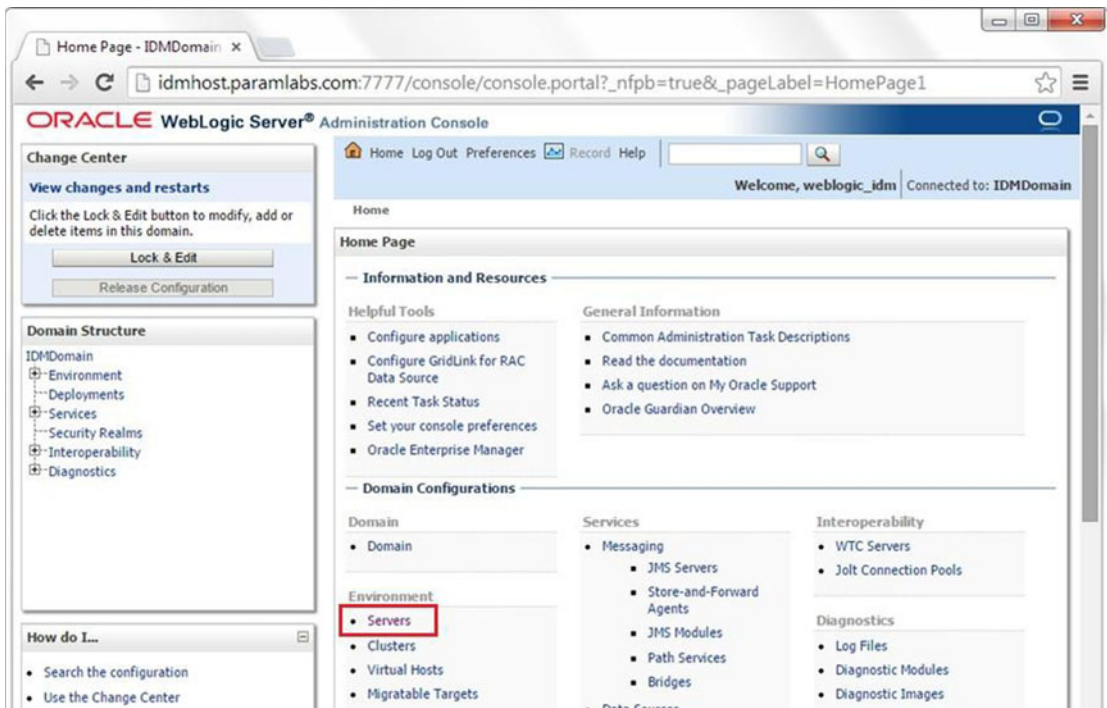 Home Page - IDMDomain
idmhost.paramlabs.com:7777/console/console.portal?_nfpb=true&_pageLabel=HomePage1
ORACLE WebLogic Server® Administration Console
Change Center
View changes and restarts
Click the Lock & Edit button to modify, add or
delete items in this domain.
Lock & Edit
Release Configuration
Domain Structure
IDMDomain
Environment
Deployments
Services
Security Realms
Interoperability
Diagnostics
How do I...
Search the configuration
Use the Change Center
Home Log Out Preferences Record Help
Welcome, weblogic_idm Connected to: IDMDomain
Home
Home Page
Information and Resources
Helpful Tools
Configure applications
Configure GridLink for RAC
Data Source
Recent Task Status
Set your console preferences
Oracle Enterprise Manager
General Information
Common Administration Task Descriptions
Read the documentation
Ask a question on My Oracle Support
Oracle Guardian Overview
Domain Configurations
Domain
Domain
Environment
Servers
Clusters
Virtual Hosts
Migratable Targets
Services
Messaging
JMS Servers
Store-and-Forward
Agents
JMS Modules
Path Services
Bridges
Data Sources
Interoperability
WTC Servers
Jolt Connection Pools
Diagnostics
Log Files
Diagnostic Modules
Diagnostic Images